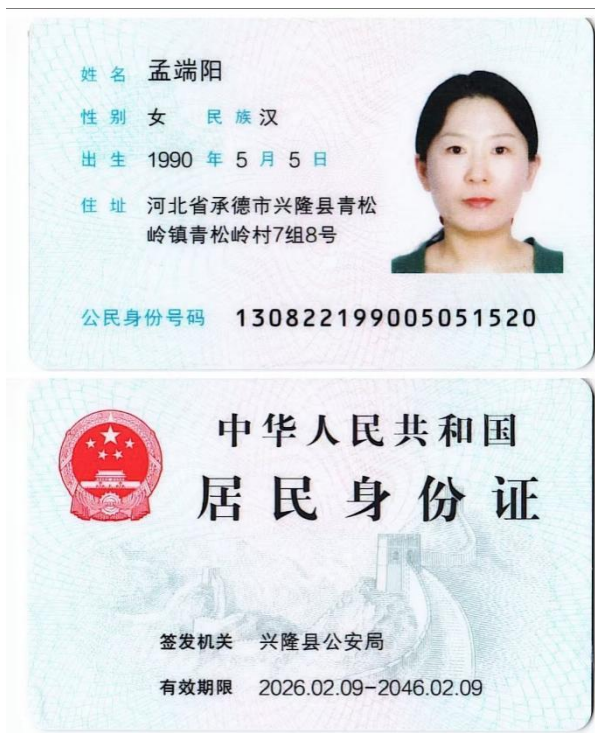 姓名 孟端阳
性别 女 民族 汉
出生 1990 年 5 月 5 日
住址 河北省承德市兴隆县青松
岭镇青松岭村7组8号
公民身份号码 130822199005051520
中华人民共和国
居民身份证
签发机关 兴隆县公安局
有效期限 2026.02.09-2046.02.09